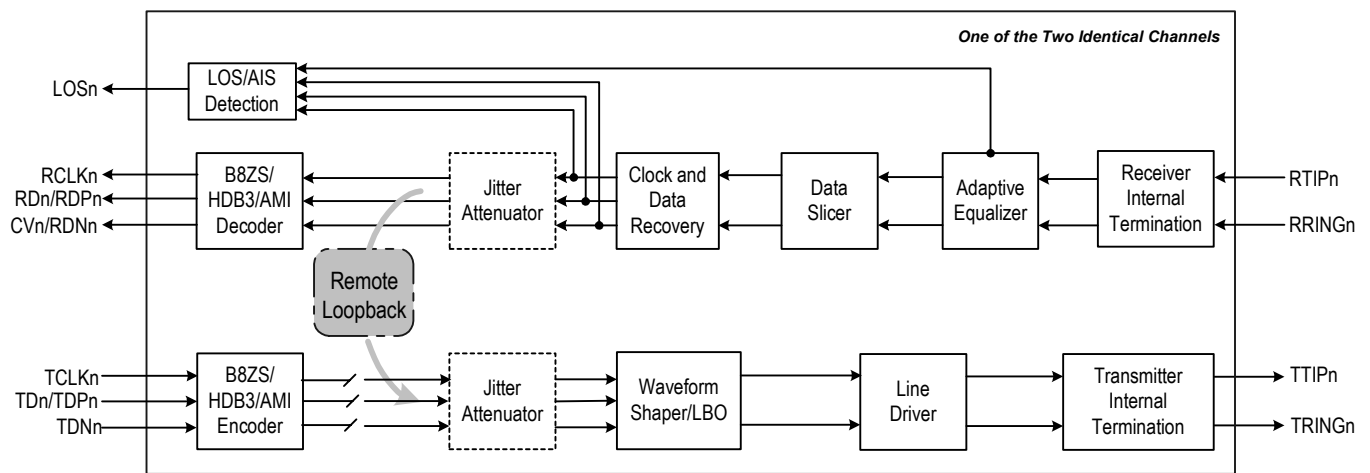 One of the Two Identical Channels
LOSn
LOS/AIS
Detection
RCLKn
RDn/RDPn
CVn/RDNn
B8ZS/
HDB3/AMI
Decoder
Jitter
Attenuator
Clock and
Data
Recovery
Data
Slicer
Adaptive
Equalizer
Receiver
Internal
Termination
RTIPn
RRINGn
Remote
Loopback
TCLKn
TDn/TDPn
TDNn
B8ZS/
HDB3/AMI
Encoder
Jitter
Attenuator
Waveform
Shaper/LBO
Line
Driver
Transmitter
Internal
Termination
TTIPn
TRINGn